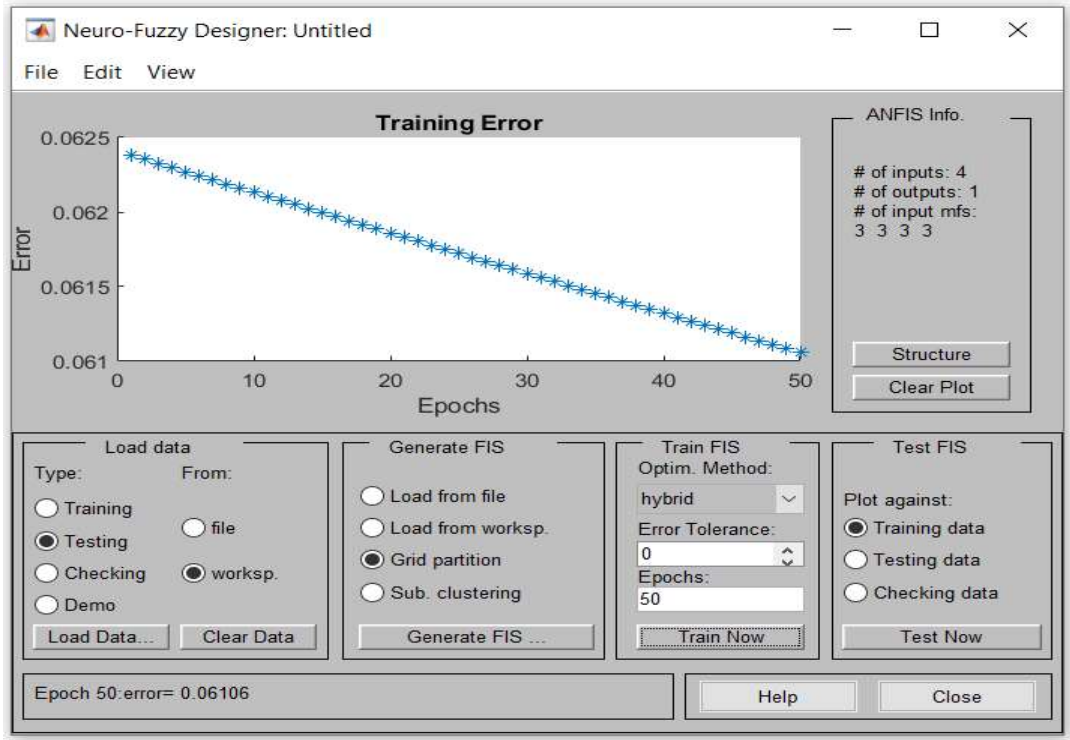 Neuro-Fuzzy Designer: Untitled
File Edit View
Training Error
0.0625
0.062
0.0615
0.061
Error
0 10 20 30 40 50
Epochs
ANFIS Info.
# of inputs: 4
# of outputs: 1
# of input mfs:
3 3 3 3
Structure
Clear Plot
Load data
Type: From:
Training
file
Testing
Checking
worksp.
Demo
Load Data... Clear Data
Generate FIS
Load from file
Load from worksp.
Grid partition
Sub. clustering
Generate FIS ...
Train FIS
Optim. Method:
hybrid
Error Tolerance:
0
Epochs:
50
Train Now
Test FIS
Plot against:
Training data
Testing data
Checking data
Test Now
Epoch 50:error= 0.06106
Help Close